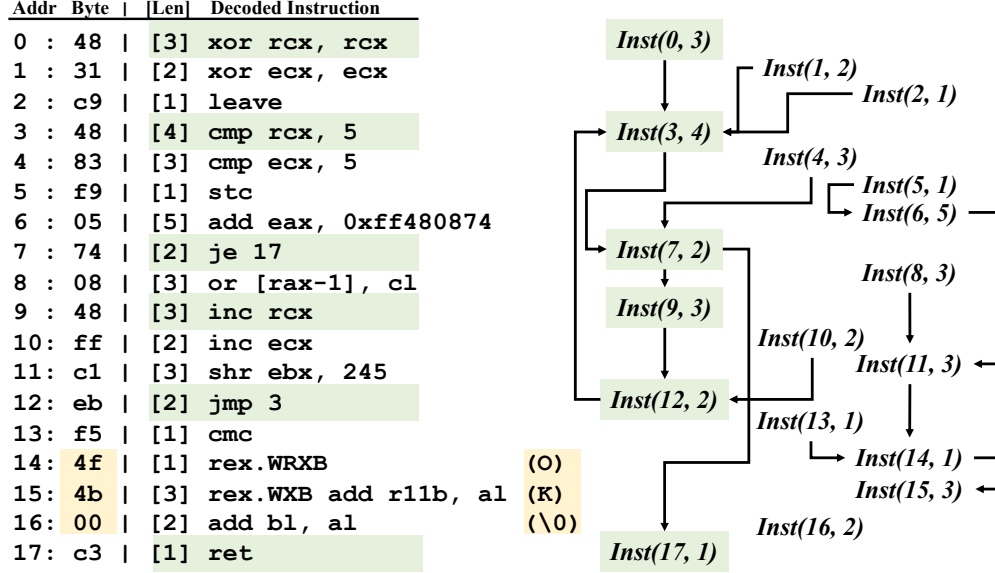 Addr Byte | [Len] Decoded Instruction
0 : 48 | [3] xor rcx, rcx
1 : 31 | [2] xor ecx, ecx
2 : c9 | [1] leave
3 : 48 | [4] cmp rcx, 5
4 : 83 | [3] cmp ecx, 5
5 : f9 | [1] stc
6 : 05 | [5] add eax, 0xff480874
7 : 74 | [2] je 17
8 : 08 | [3] or [rax-1], cl
9 : 48 | [3] inc rcx
10: ff | [2] inc ecx
11: c1 | [3] shr ebx, 245
12: eb | [2] jmp 3
13: f5 | [1] cmc
14: 4f | [1] rex.WRXB (O)
15: 4b | [3] rex.WXB add r11b, al (K)
16: 00 | [2] add bl, al (\0)
17: c3 | [1] ret
Inst(0, 3)
Inst(1, 2)
Inst(2, 1)
Inst(3, 4)
Inst(4, 3)
Inst(5, 1)
Inst(6, 5)
Inst(7, 2)
Inst(8, 3)
Inst(9, 3)
Inst(10, 2)
Inst(11, 3)
Inst(12, 2)
Inst(13, 1)
Inst(14, 1)
Inst(15, 3)
Inst(16, 2)
Inst(17, 1)